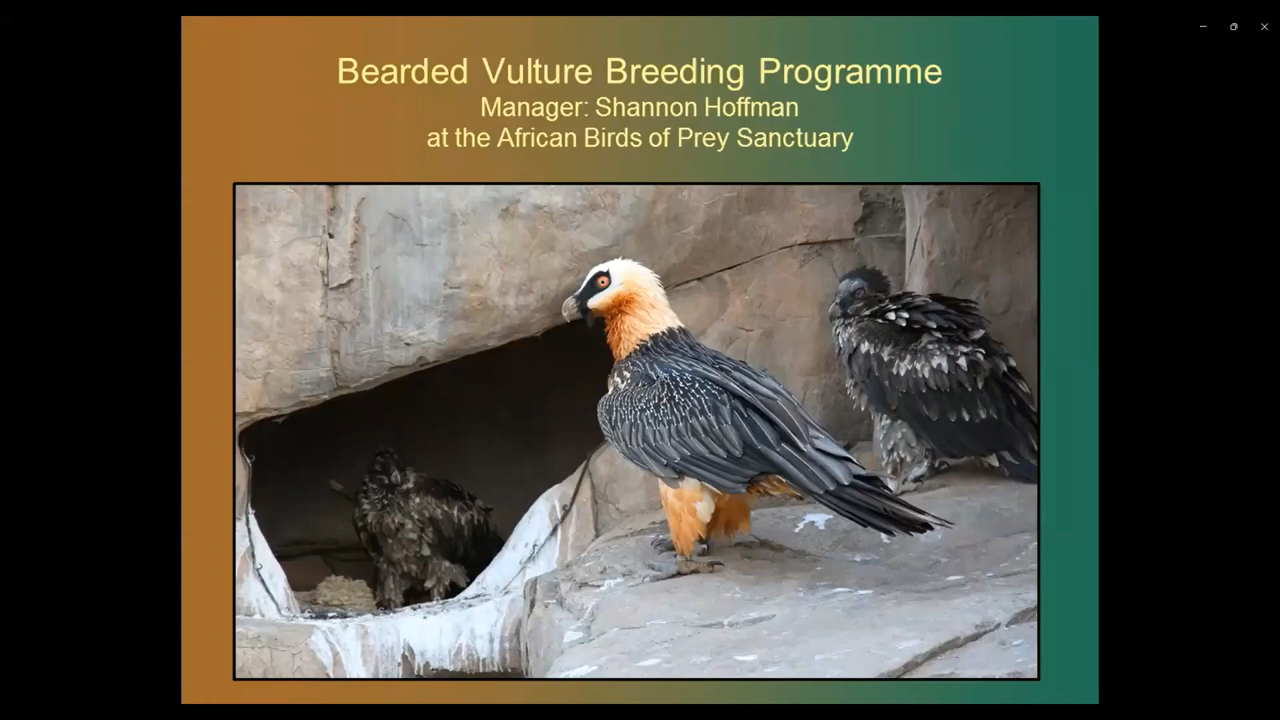 Bearded Vulture Breeding Programme
Manager: Shannon Hoffman
at the African Birds of Prey Sanctuary